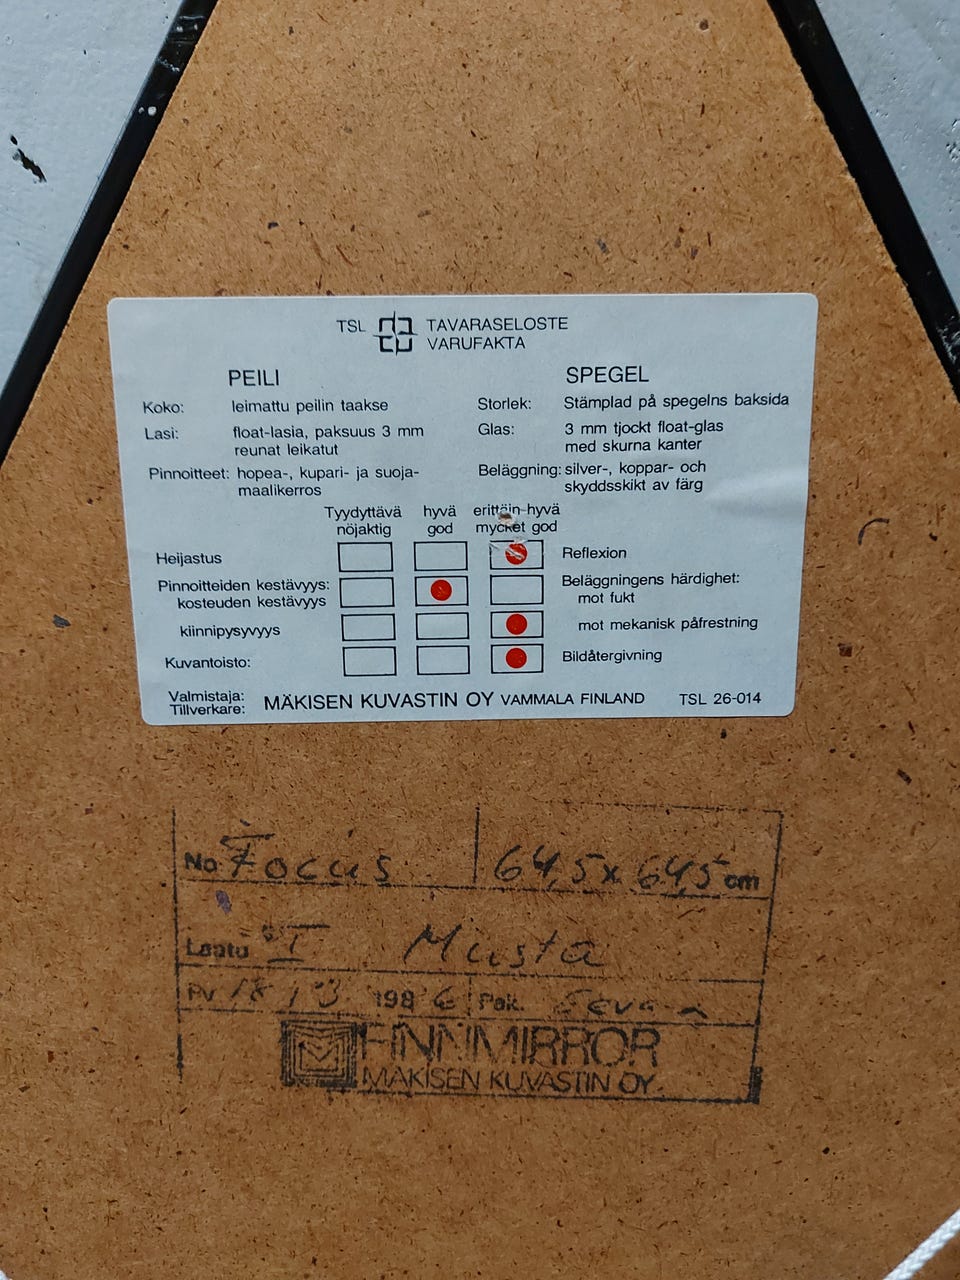 TSL TAVARASELOSTE
VARUFAKTA
PEILI SPEGEL
Koko: leimattu peilin taakse Storlek: Stämplad på spegelns baksida
Lasi: float-lasia, paksuus 3 mm Glas: 3 mm tjockt float-glas
reunat leikatut med skurna kanter
Pinnoitteet: hopea-, kupari- ja suoja- Beläggning: silver-, koppar- och
maalikerros skyddsskikt av färg
Tyydyttävä hyvä erittäin hyvä
nöjaktig god mycket god
Heijastus Reflexion
Pinnoitteiden kestävyys: Beläggningens härdighet:
kosteuden kestävyys mot fukt
kiinnipysyvyys mot mekanisk påfrestning
Kuvantoisto: Bildåtergivning
Valmistaja: MÄKISEN KUVASTIN OY VAMMALA FINLAND TSL 26-014
Tillverkare:
No Focus 64,5 x 64,5 cm
Laatu I Musta
Pv 1986 Pak.
FINNMIRROR
MÄKISEN KUVASTIN OY